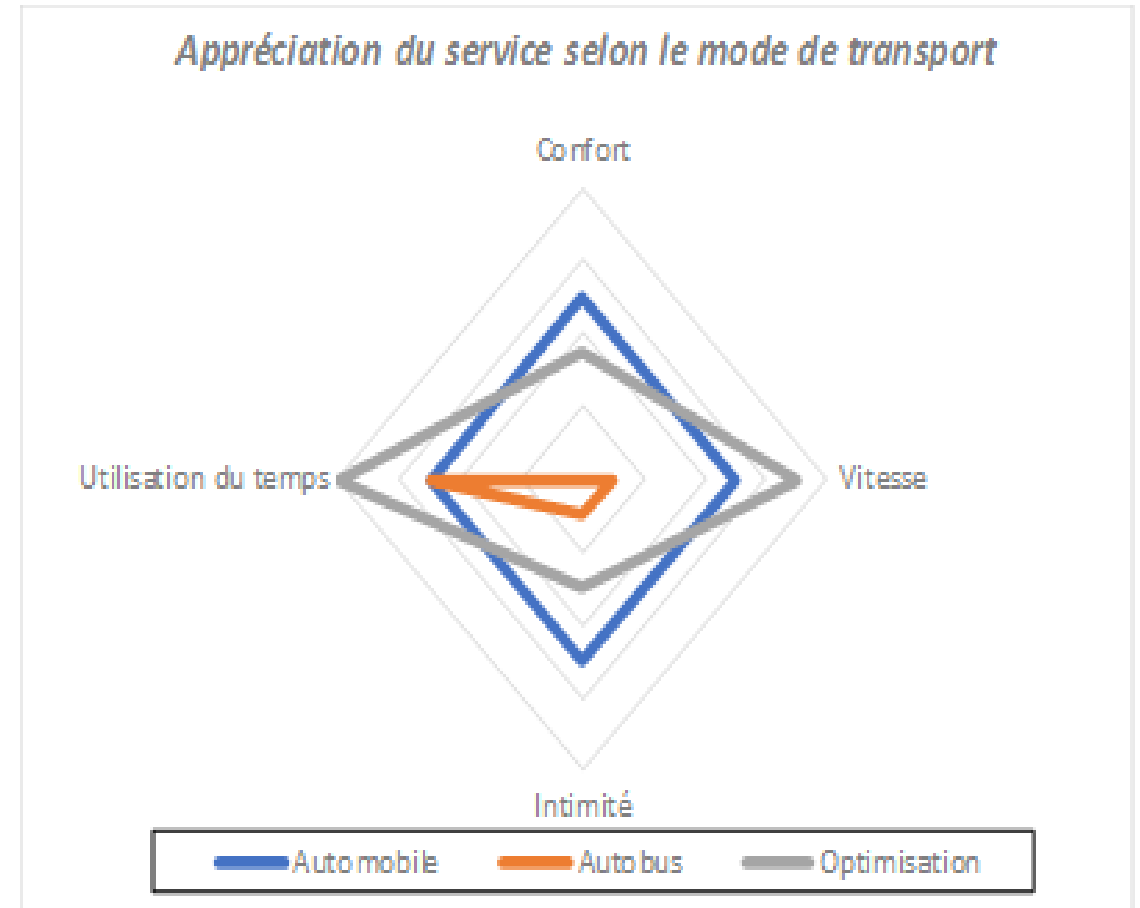 Appréciation du service selon le mode de transport
Confort
Utilisation du temps
Vitesse
Intimité
Automobile Autobus Optimisation